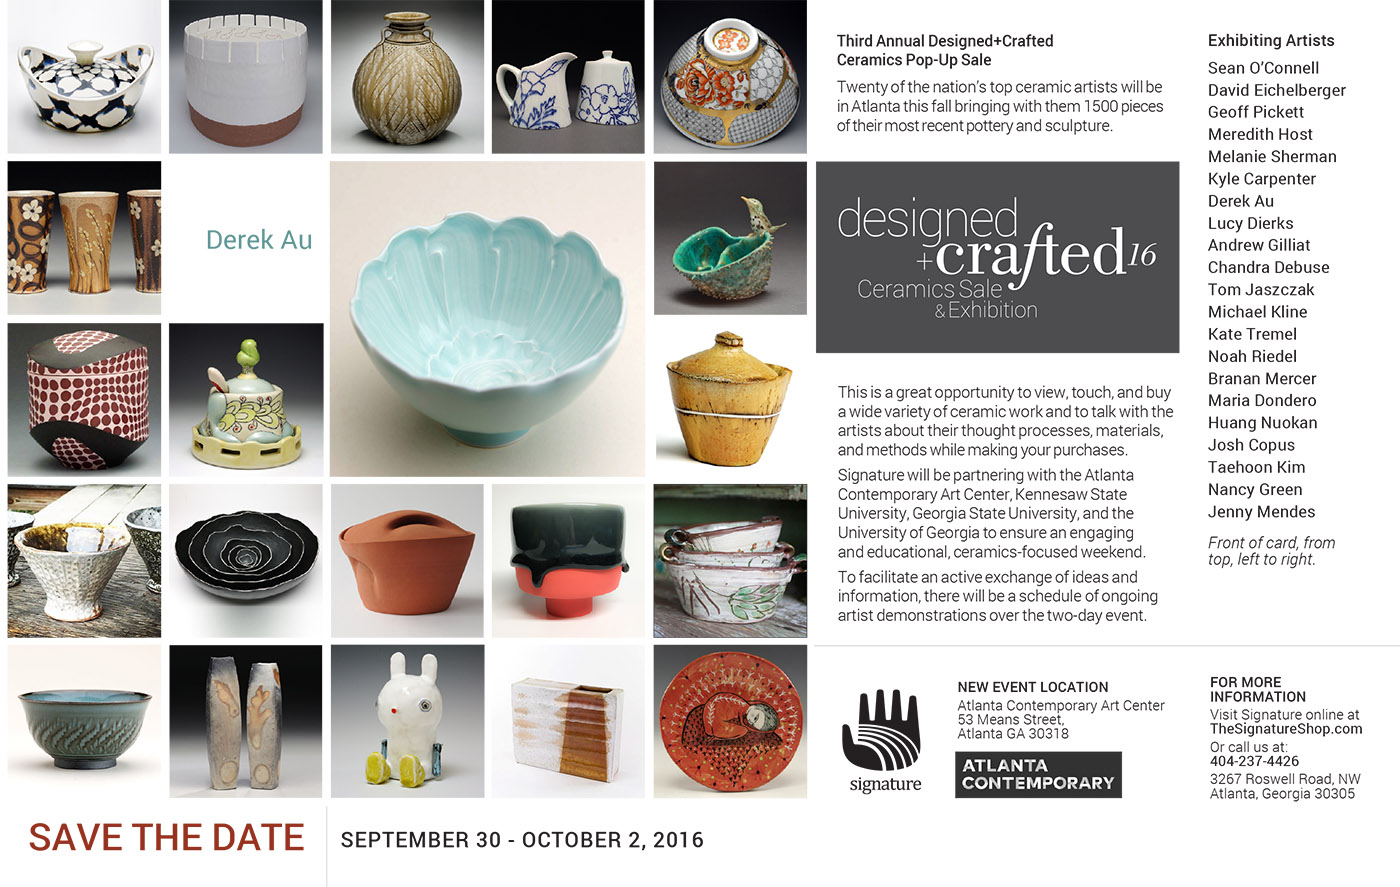 Derek Au
SAVE THE DATE
SEPTEMBER 30 - OCTOBER 2, 2016
Third Annual Designed+Crafted
Ceramics Pop-Up Sale
Twenty of the nation's top ceramic artists will be
in Atlanta this fall bringing with them 1500 pieces
of their most recent pottery and sculpture.
designed
+crafted16
Ceramics Sale
& Exhibition
This is a great opportunity to view, touch, and buy
a wide variety of ceramic work and to talk with the
artists about their thought processes, materials,
and methods while making your purchases.
Signature will be partnering with the Atlanta
Contemporary Art Center, Kennesaw State
University, Georgia State University, and the
University of Georgia to ensure an engaging
and educational, ceramics-focused weekend.
To facilitate an active exchange of ideas and
information, there will be a schedule of ongoing
artist demonstrations over the two-day event.
Exhibiting Artists
Sean O'Connell
David Eichelberger
Geoff Pickett
Meredith Host
Melanie Sherman
Kyle Carpenter
Derek Au
Lucy Dierks
Andrew Gilliat
Chandra Debuse
Tom Jaszczak
Michael Kline
Kate Tremel
Noah Riedel
Branan Mercer
Maria Dondero
Huang Nuokan
Josh Copus
Taehoon Kim
Nancy Green
Jenny Mendes
Front of card, from
top, left to right.
signature
NEW EVENT LOCATION
Atlanta Contemporary Art Center
53 Means Street,
Atlanta GA 30318
ATLANTA
CONTEMPORARY
FOR MORE
INFORMATION
Visit Signature online at
TheSignatureShop.com
Or call us at:
404-237-4426
3267 Roswell Road, NW
Atlanta, Georgia 30305